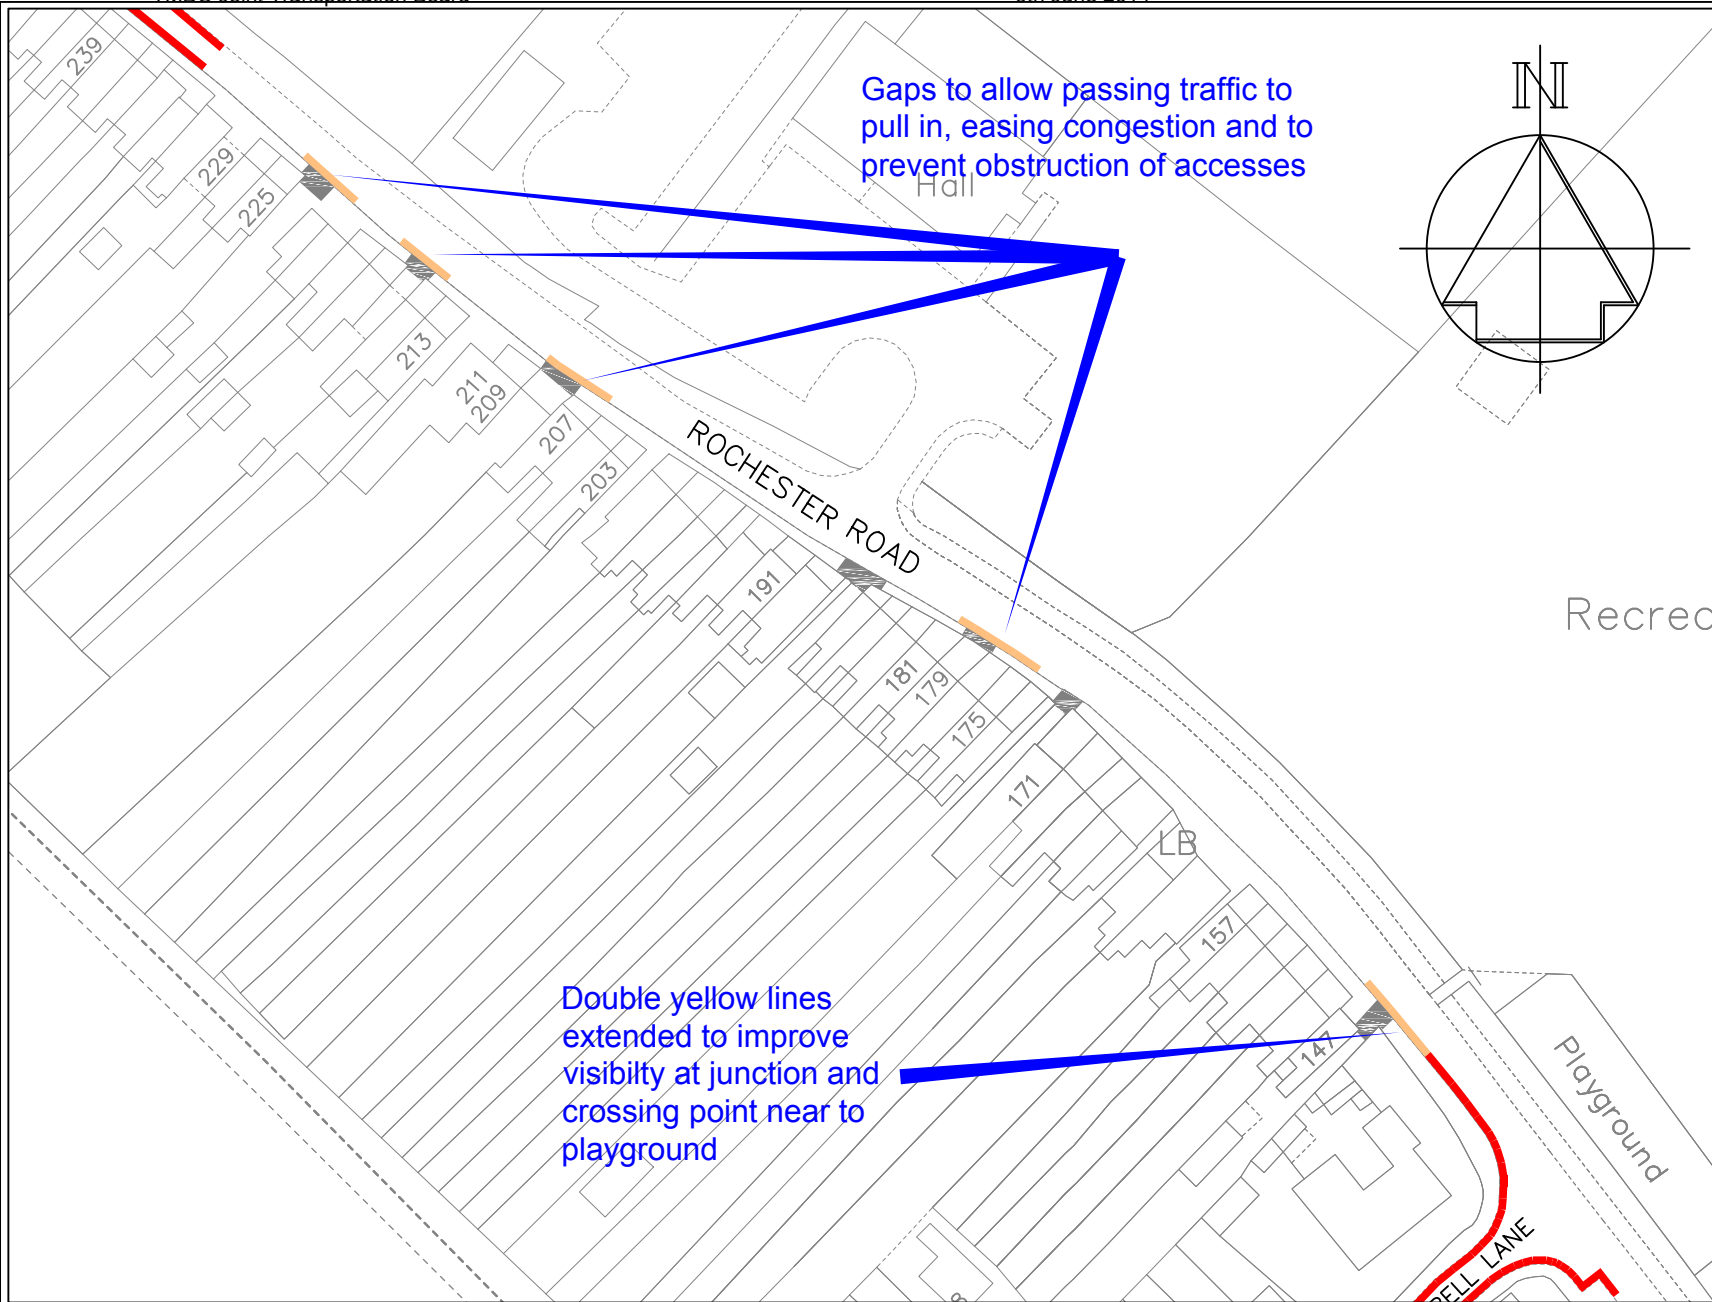 Gaps to allow passing traffic to
pull in, easing congestion and to
prevent obstruction of accesses
N
Hall
239
229
225
213
211
209
207
203
ROCHESTER ROAD
191
181
179
175
171
LB
157
147
Playground
Double yellow lines
extended to improve
visibilty at junction and
crossing point near to
playground
LANE